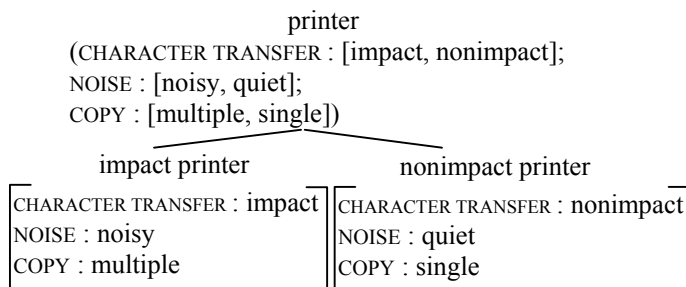 printer
(CHARACTER TRANSFER : [impact, nonimpact];
NOISE : [noisy, quiet];
COPY : [multiple, single])
impact printer
nonimpact printer
CHARACTER TRANSFER : impact
NOISE : noisy
COPY : multiple
CHARACTER TRANSFER : nonimpact
NOISE : quiet
COPY : single